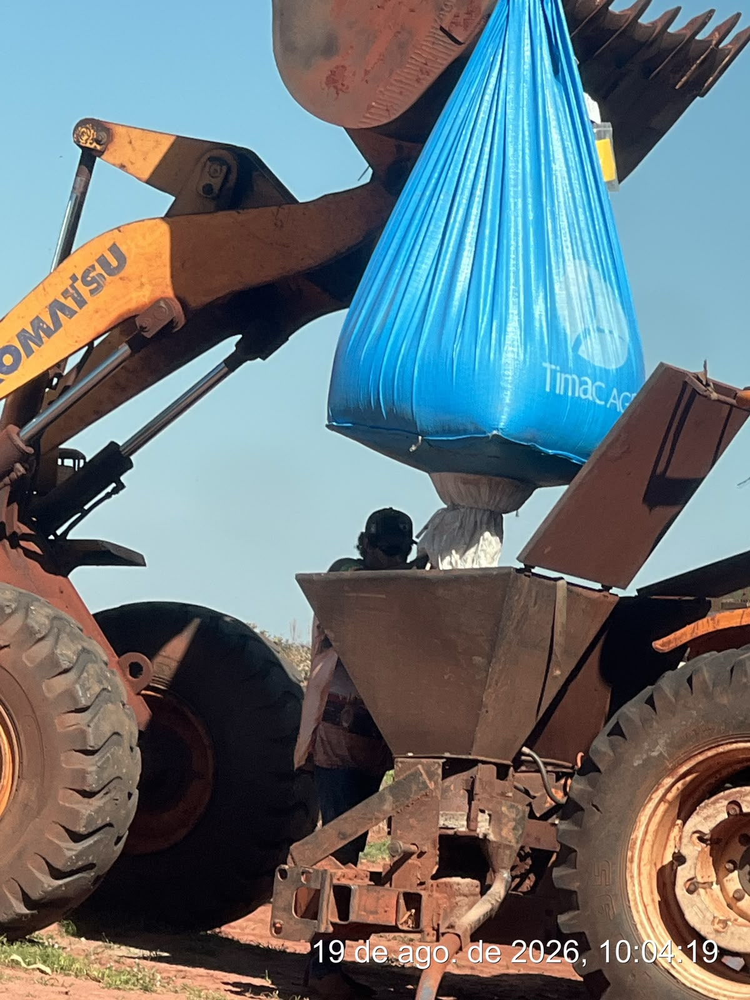 KOMATSU
Timac AG
19 de ago. de 2026, 10:04:19